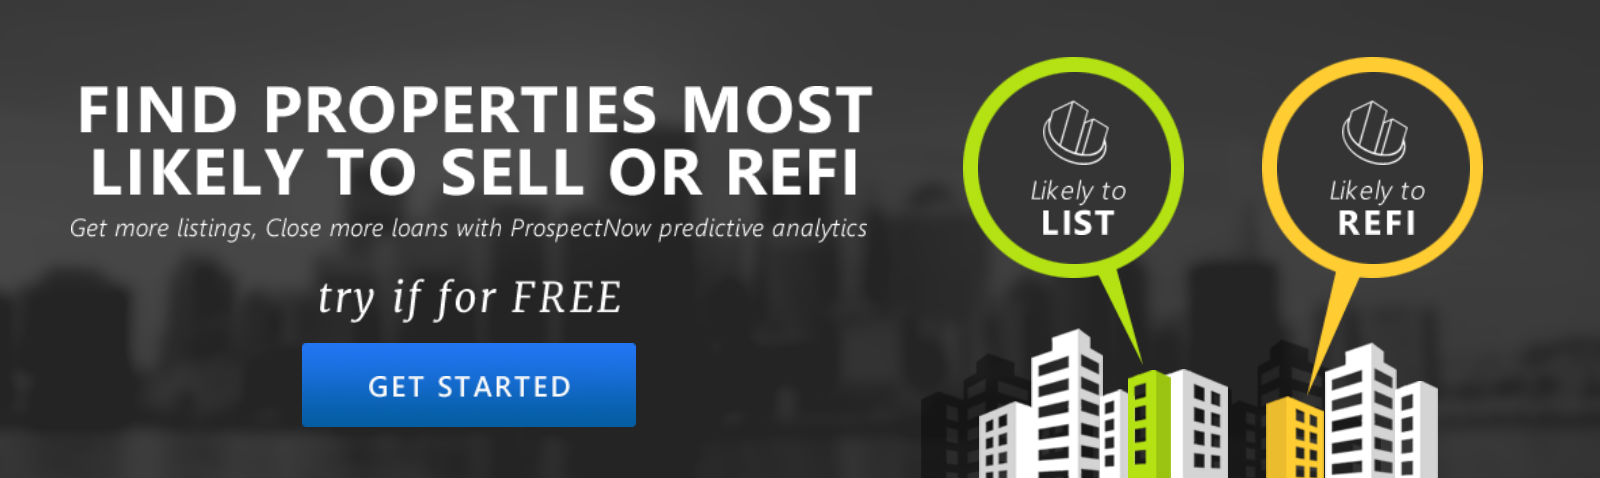 FIND PROPERTIES MOST
LIKELY TO SELL OR REFI
Get more listings, Close more loans with ProspectNow predictive analytics
try if for FREE
GET STARTED
Likely to
LIST
Likely to
REFI